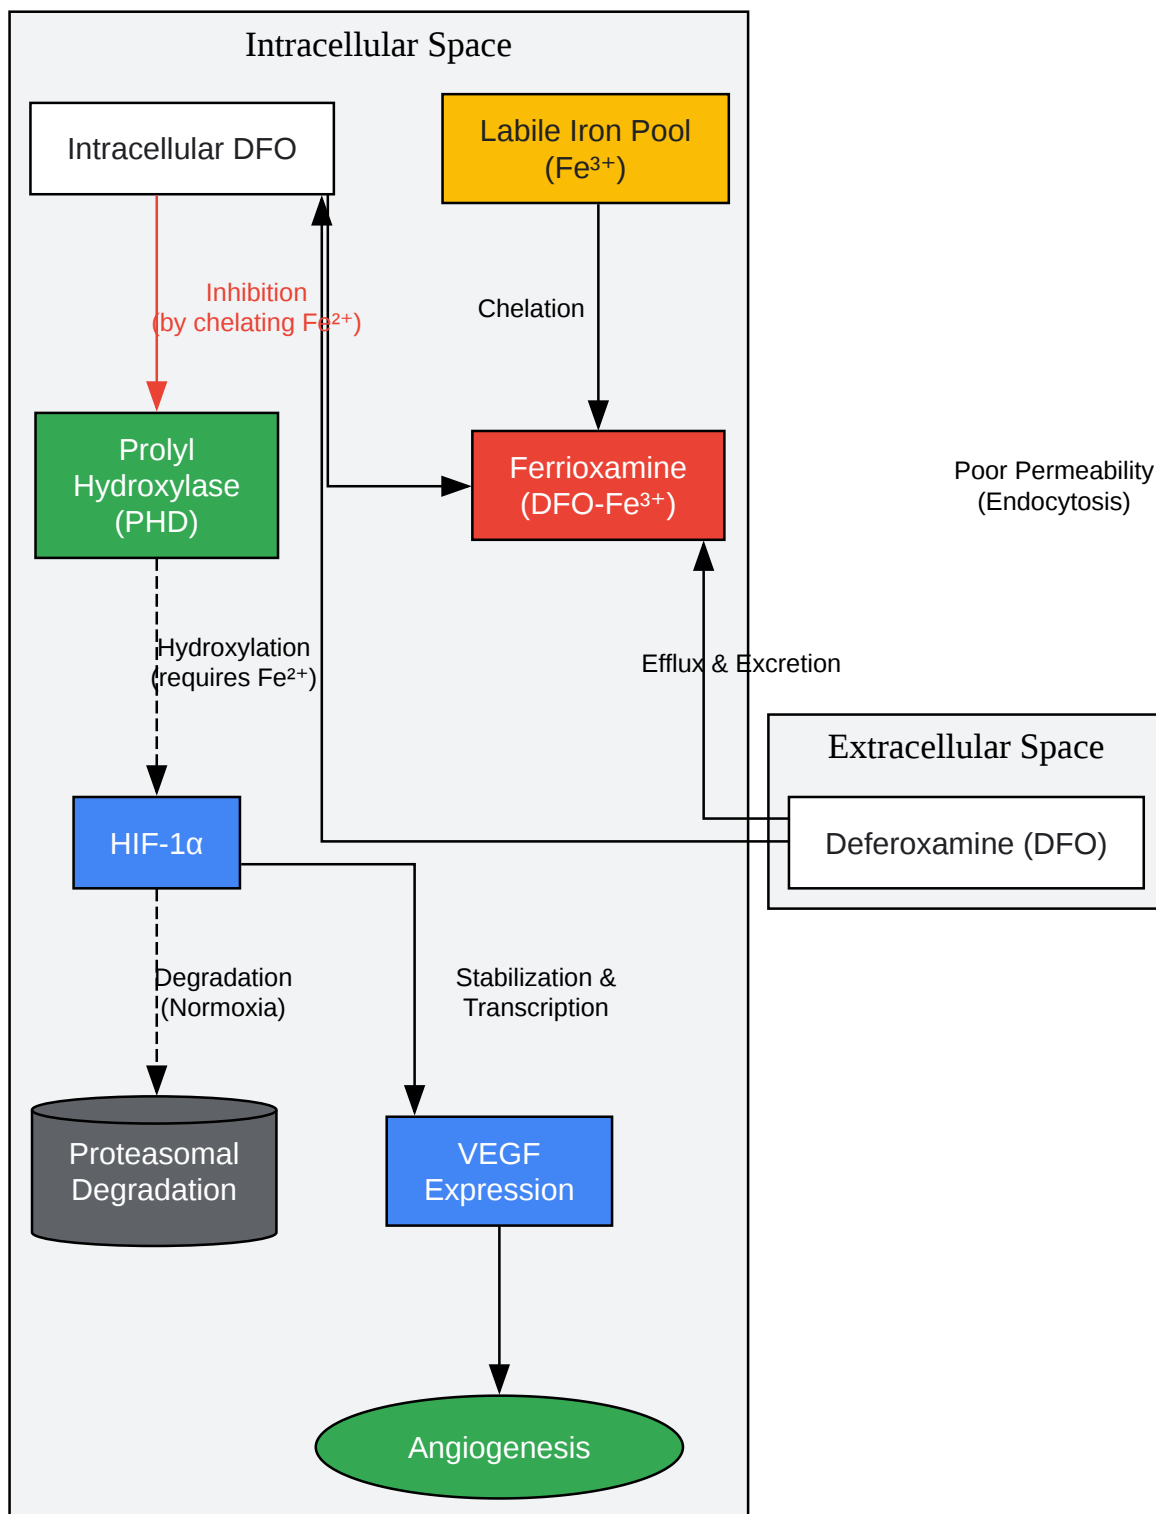 Intracellular Space
Intracellular DFO
Labile Iron Pool
(Fe³⁺)
Inhibition
(by chelating Fe²⁺)
Chelation
Prolyl
Hydroxylase
(PHD)
Ferrioxamine
(DFO-Fe³⁺)
Poor Permeability
(Endocytosis)
Hydroxylation
(requires Fe²⁺)
Efflux & Excretion
Extracellular Space
Deferoxamine (DFO)
HIF-1α
Degradation
(Normoxia)
Stabilization &
Transcription
Proteasomal
Degradation
VEGF
Expression
Angiogenesis